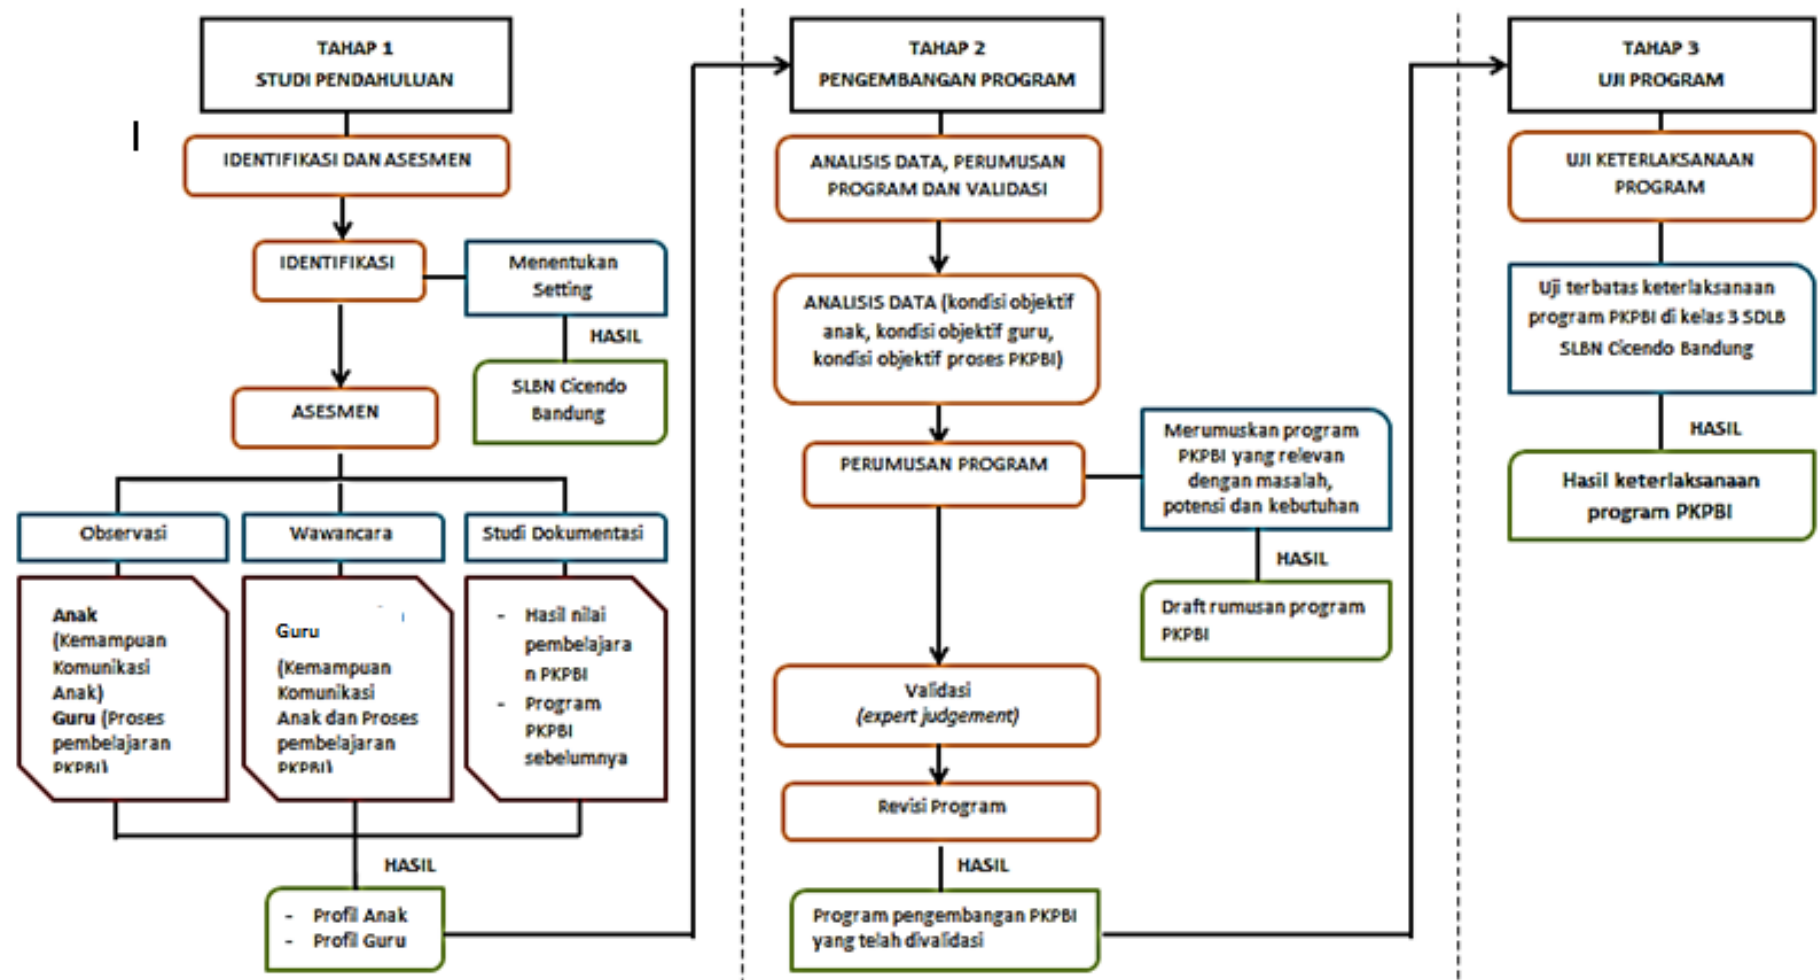 TAHAP 1
STUDI PENDAHULUAN
IDENTIFIKASI DAN ASESMEN
IDENTIFIKASI
Menentukan
Setting
HASIL
SLBN Cicendo
Bandung
ASESMEN
Observasi
Wawancara
Studi Dokumentasi
Anak
(Kemampuan
Komunikasi
Anak)
Guru (Proses
pembelajaran
PKPBI)
Guru
(Kemampuan
Komunikasi
Anak dan Proses
pembelajaran
PKPBI)
- Hasil nilai
pembelajara
n PKPBI
- Program
PKPBI
sebelumnya
HASIL
- Profil Anak
- Profil Guru
TAHAP 2
PENGEMBANGAN PROGRAM
ANALISIS DATA, PERUMUSAN
PROGRAM DAN VALIDASI
ANALISIS DATA (kondisi objektif
anak, kondisi objektif guru,
kondisi objektif proses PKPBI)
PERUMUSAN PROGRAM
Merumuskan program
PKPBI yang relevan
dengan masalah,
potensi dan kebutuhan
HASIL
Draft rumusan program
PKPBI
Validasi
(expert judgement)
Revisi Program
HASIL
Program pengembangan PKPBI
yang telah divalidasi
TAHAP 3
UJI PROGRAM
UJI KETERLAKSANAAN
PROGRAM
Uji terbatas keterlaksanaan
program PKPBI di kelas 3 SDLB
SLBN Cicendo Bandung
HASIL
Hasil keterlaksanaan
program PKPBI